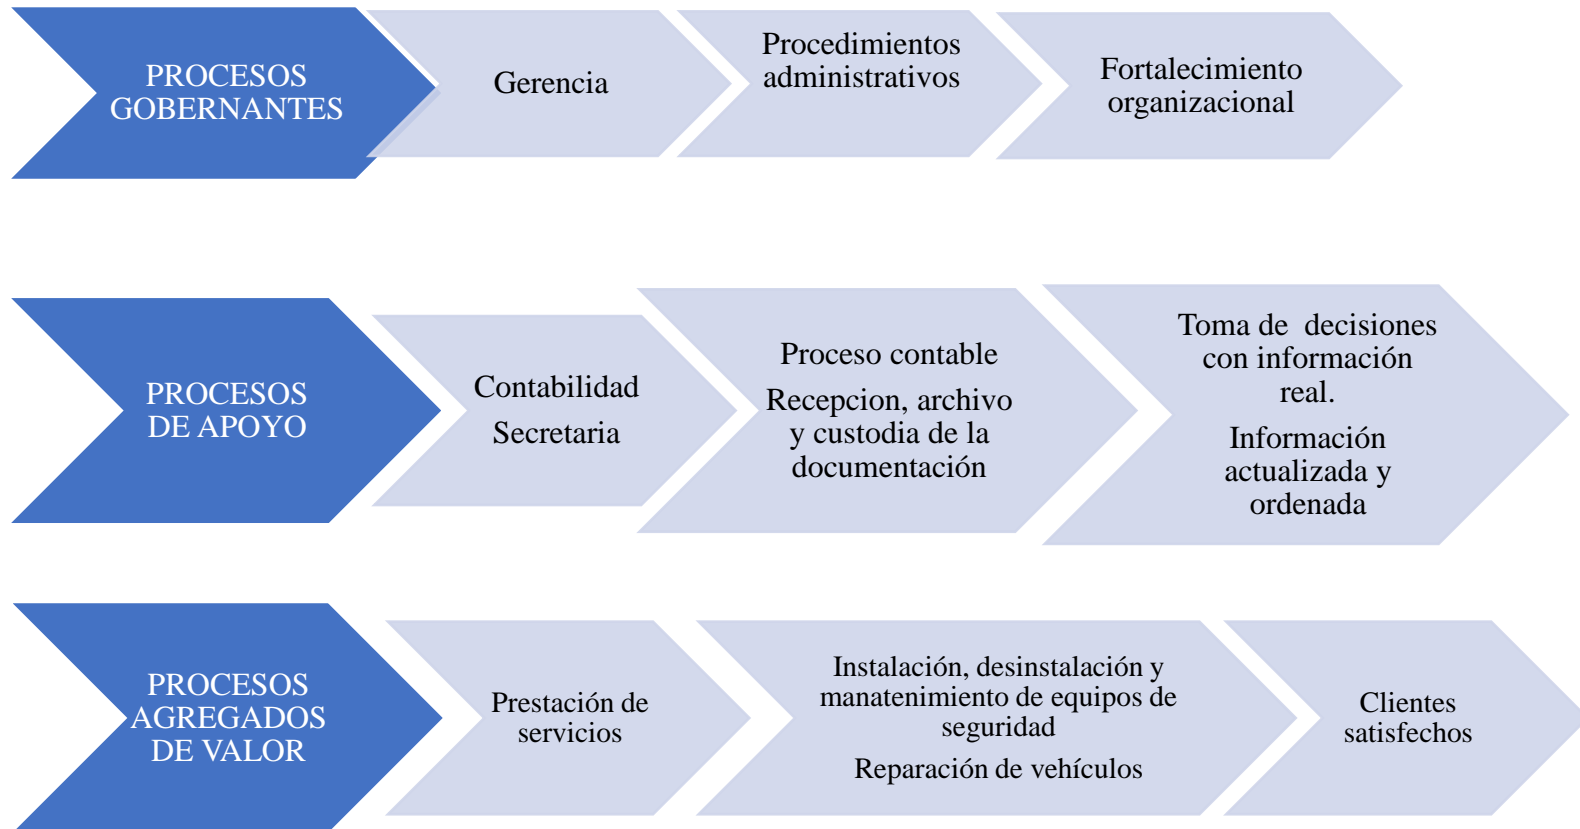 PROCESOS
GOBERNANTES
Gerencia
Procedimientos
administrativos
Fortalecimiento
organizacional
PROCESOS
DE APOYO
Contabilidad
Secretaria
Proceso contable
Recepcion, archivo
y custodia de la
documentación
Toma de decisiones
con información
real.
Información
actualizada y
ordenada
PROCESOS
AGREGADOS
DE VALOR
Prestación de
servicios
Instalación, desinstalación y
manatenimiento de equipos de
seguridad
Reparación de vehículos
Clientes
satisfechos